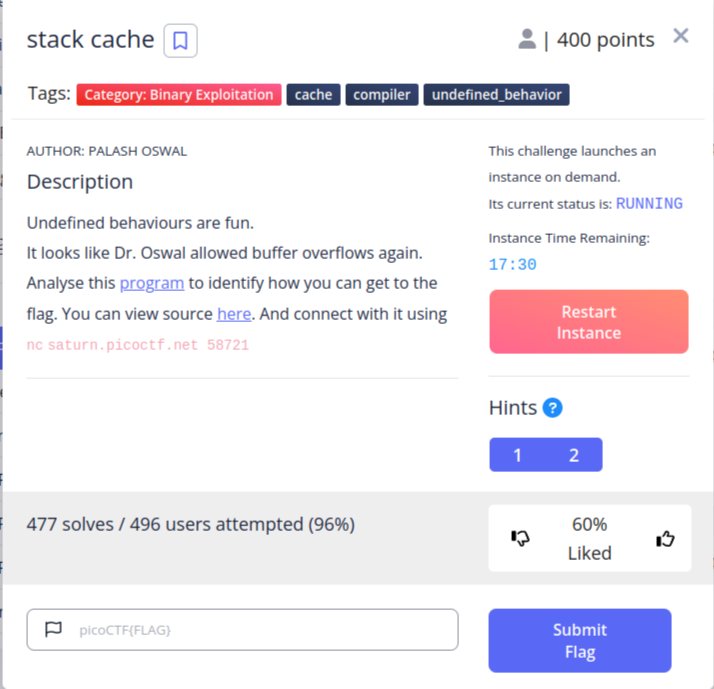 stack cache
| 400 points
Tags: Category: Binary Exploitation cache compiler undefined_behavior
AUTHOR: PALASH OSWAL
Description
Undefined behaviours are fun.
It looks like Dr. Oswal allowed buffer overflows again.
Analyse this program to identify how you can get to the
flag. You can view source here. And connect with it using
nc saturn.picoctf.net 58721
This challenge launches an
instance on demand.
Its current status is: RUNNING
Instance Time Remaining:
17:30
Restart
Instance
Hints ?
1 2
477 solves / 496 users attempted (96%)
60%
Liked
picoCTF{FLAG}
Submit
Flag